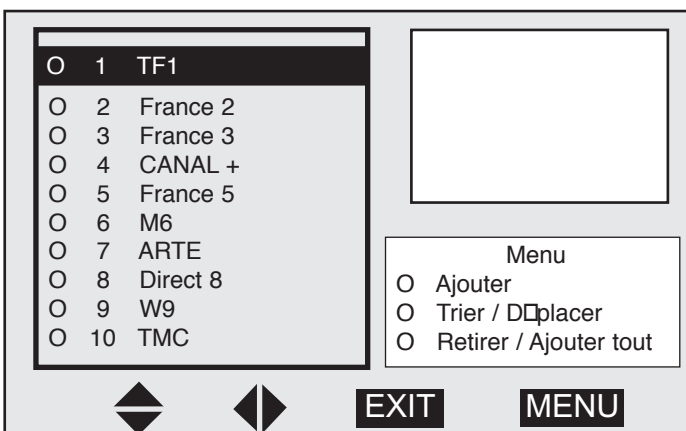 O 1 TF1
O 2 France 2
O 3 France 3
O 4 CANAL +
O 5 France 5
O 6 M6
O 7 ARTE
O 8 Direct 8
O 9 W9
O 10 TMC
Menu
O Ajouter
O Trier / D□placer
O Retirer / Ajouter tout
EXIT MENU